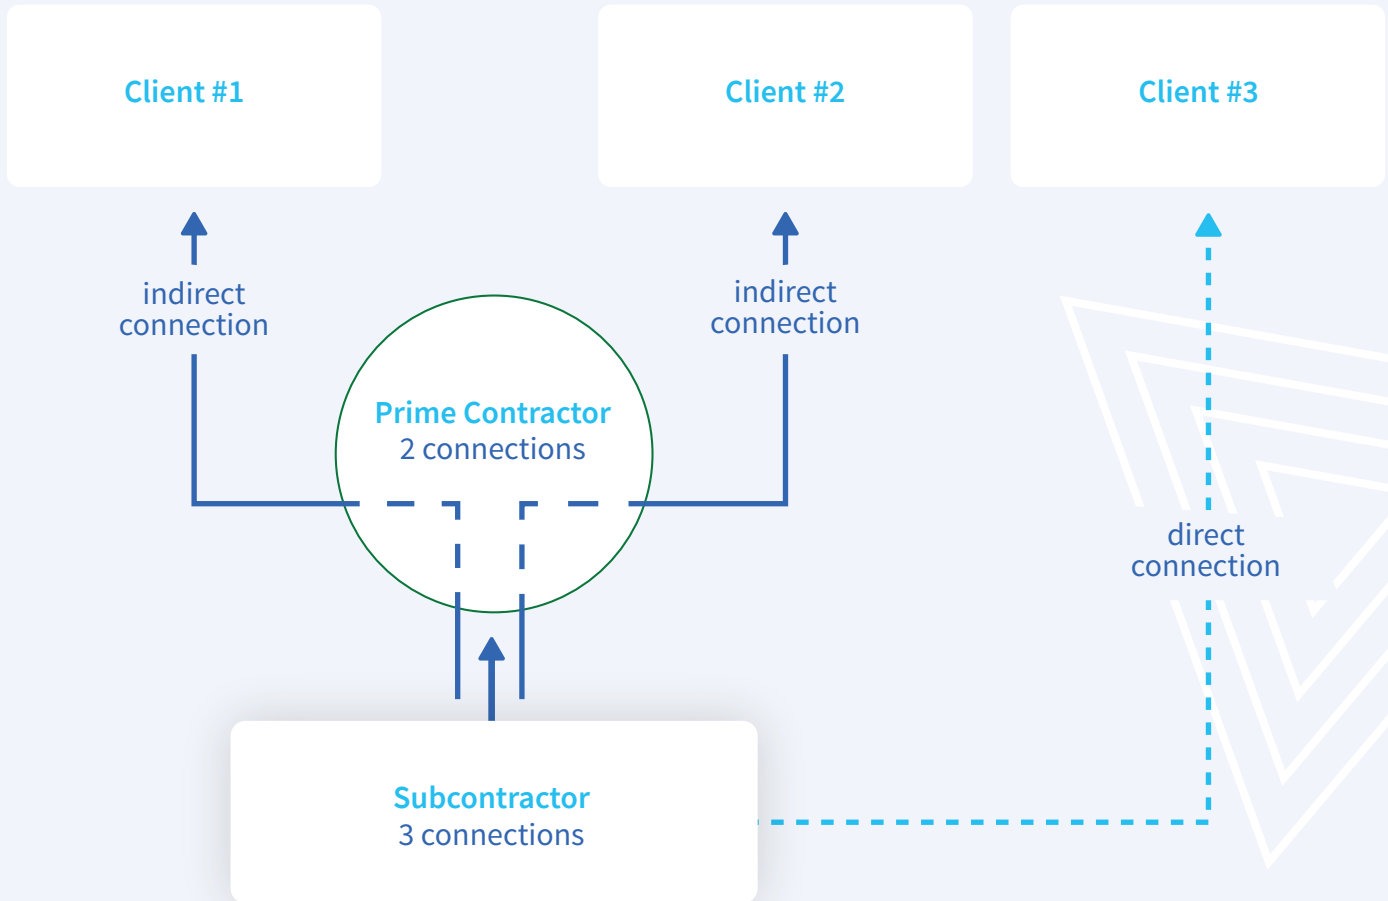 Client #1
Client #2
Client #3
indirect
connection
indirect
connection
Prime Contractor
2 connections
direct
connection
Subcontractor
3 connections